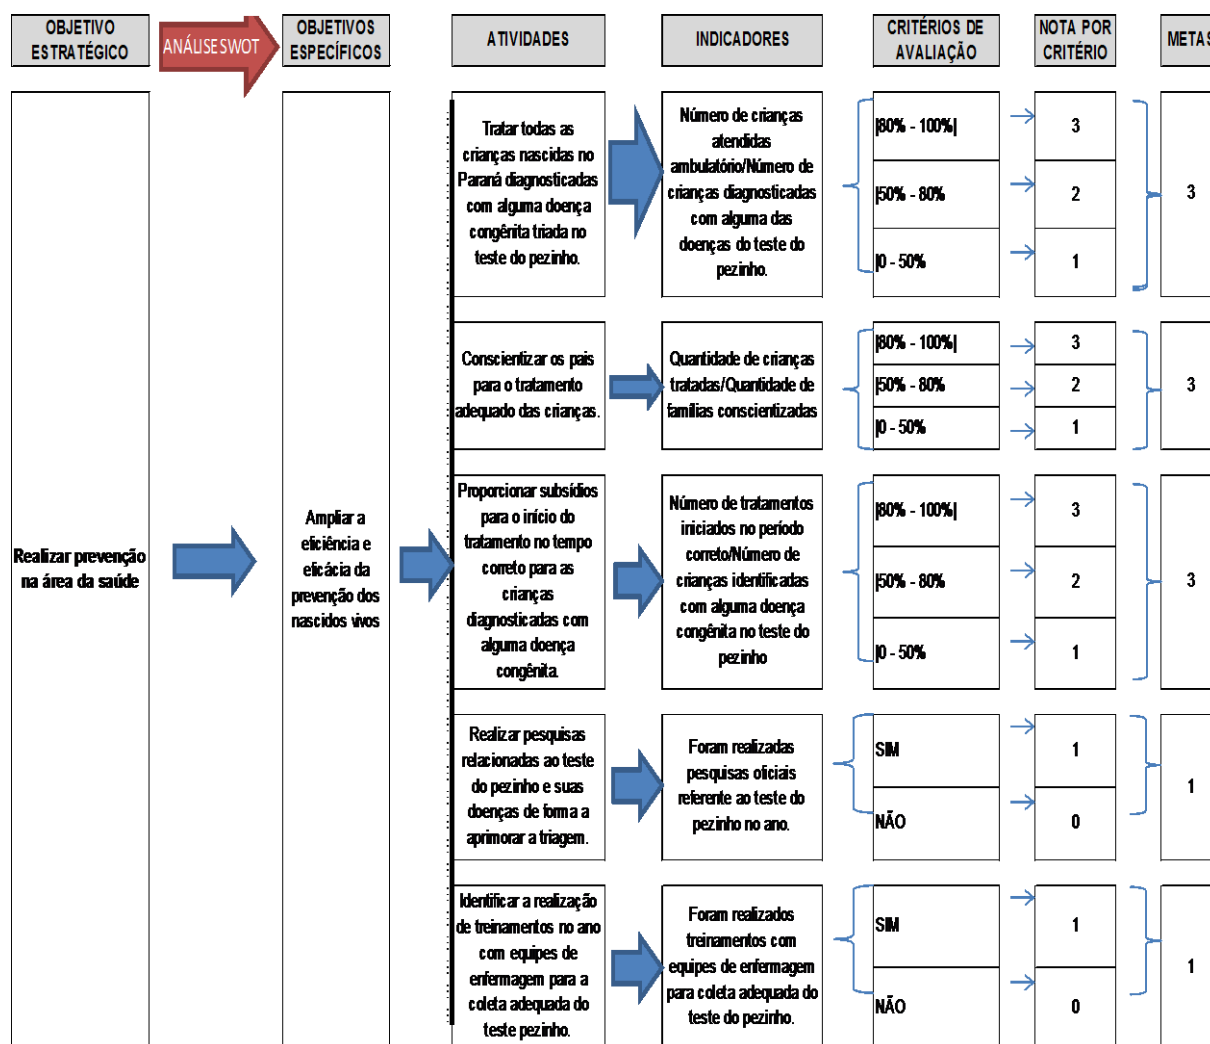 OBJETIVO
ESTRATÉGICO
ANÁLISE SWOT
OBJETIVOS
ESPECÍFICOS
ATIVIDADES
INDICADORES
CRITÉRIOS DE
AVALIAÇÃO
NOTA POR
CRITÉRIO
METAS
Realizar prevenção
na área da saúde
Ampliar a
eficiência e
eficácia da
prevenção dos
nascidos vivos
Tratar todas as
crianças nascidas no
Paraná diagnosticadas
com alguma doença
congênita triada no
teste do pezinho.
Número de crianças
atendidas
ambulatório/Número de
crianças diagnosticadas
com alguma das
doenças do teste do
pezinho.
|80% - 100%|
3
|50% - 80%
2
|0 - 50%
1
3
Conscientizar os pais
para o tratamento
adequado das crianças.
Quantidade de crianças
tratadas/Quantidade de
famílias conscientizadas
|80% - 100%|
3
|50% - 80%
2
|0 - 50%
1
3
Proporcionar subsídios
para o início do
tratamento no tempo
correto para as
crianças
diagnosticadas com
alguma doença
congênita.
Número de tratamentos
iniciados no período
correto/Número de
crianças identificadas
com alguma doença
congênita no teste do
pezinho
|80% - 100%|
3
|50% - 80%
2
|0 - 50%
1
3
Realizar pesquisas
relacionadas ao teste
do pezinho e suas
doenças de forma a
aprimorar a triagem.
Foram realizadas
pesquisas oficiais
referente ao teste do
pezinho no ano.
SIM
1
NÃO
0
1
Identificar a realização
de treinamentos no ano
com equipes de
enfermagem para a
coleta adequada do
teste pezinho.
Foram realizados
treinamentos com
equipes de enfermagem
para coleta adequada do
teste do pezinho.
SIM
1
NÃO
0
1